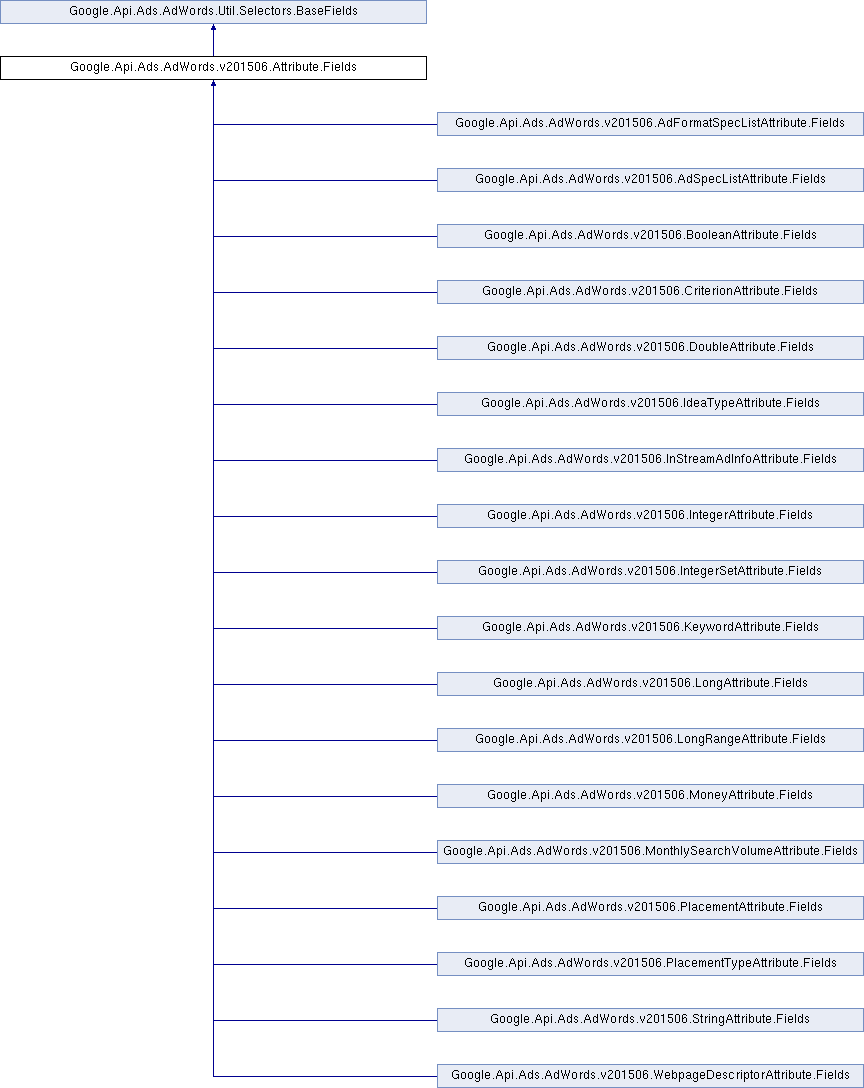 Google.Api.Ads.AdWords.Util.Selectors.BaseFields
Google.Api.Ads.AdWords.v201506.Attribute.Fields
Google.Api.Ads.AdWords.v201506.AdFormatSpecListAttribute.Fields
Google.Api.Ads.AdWords.v201506.AdSpecListAttribute.Fields
Google.Api.Ads.AdWords.v201506.BooleanAttribute.Fields
Google.Api.Ads.AdWords.v201506.CriterionAttribute.Fields
Google.Api.Ads.AdWords.v201506.DoubleAttribute.Fields
Google.Api.Ads.AdWords.v201506.IdeaTypeAttribute.Fields
Google.Api.Ads.AdWords.v201506.InStreamAdInfoAttribute.Fields
Google.Api.Ads.AdWords.v201506.IntegerAttribute.Fields
Google.Api.Ads.AdWords.v201506.IntegerSetAttribute.Fields
Google.Api.Ads.AdWords.v201506.KeywordAttribute.Fields
Google.Api.Ads.AdWords.v201506.LongAttribute.Fields
Google.Api.Ads.AdWords.v201506.LongRangeAttribute.Fields
Google.Api.Ads.AdWords.v201506.MoneyAttribute.Fields
Google.Api.Ads.AdWords.v201506.MonthlySearchVolumeAttribute.Fields
Google.Api.Ads.AdWords.v201506.PlacementAttribute.Fields
Google.Api.Ads.AdWords.v201506.PlacementTypeAttribute.Fields
Google.Api.Ads.AdWords.v201506.StringAttribute.Fields
Google.Api.Ads.AdWords.v201506.WebpageDescriptorAttribute.Fields